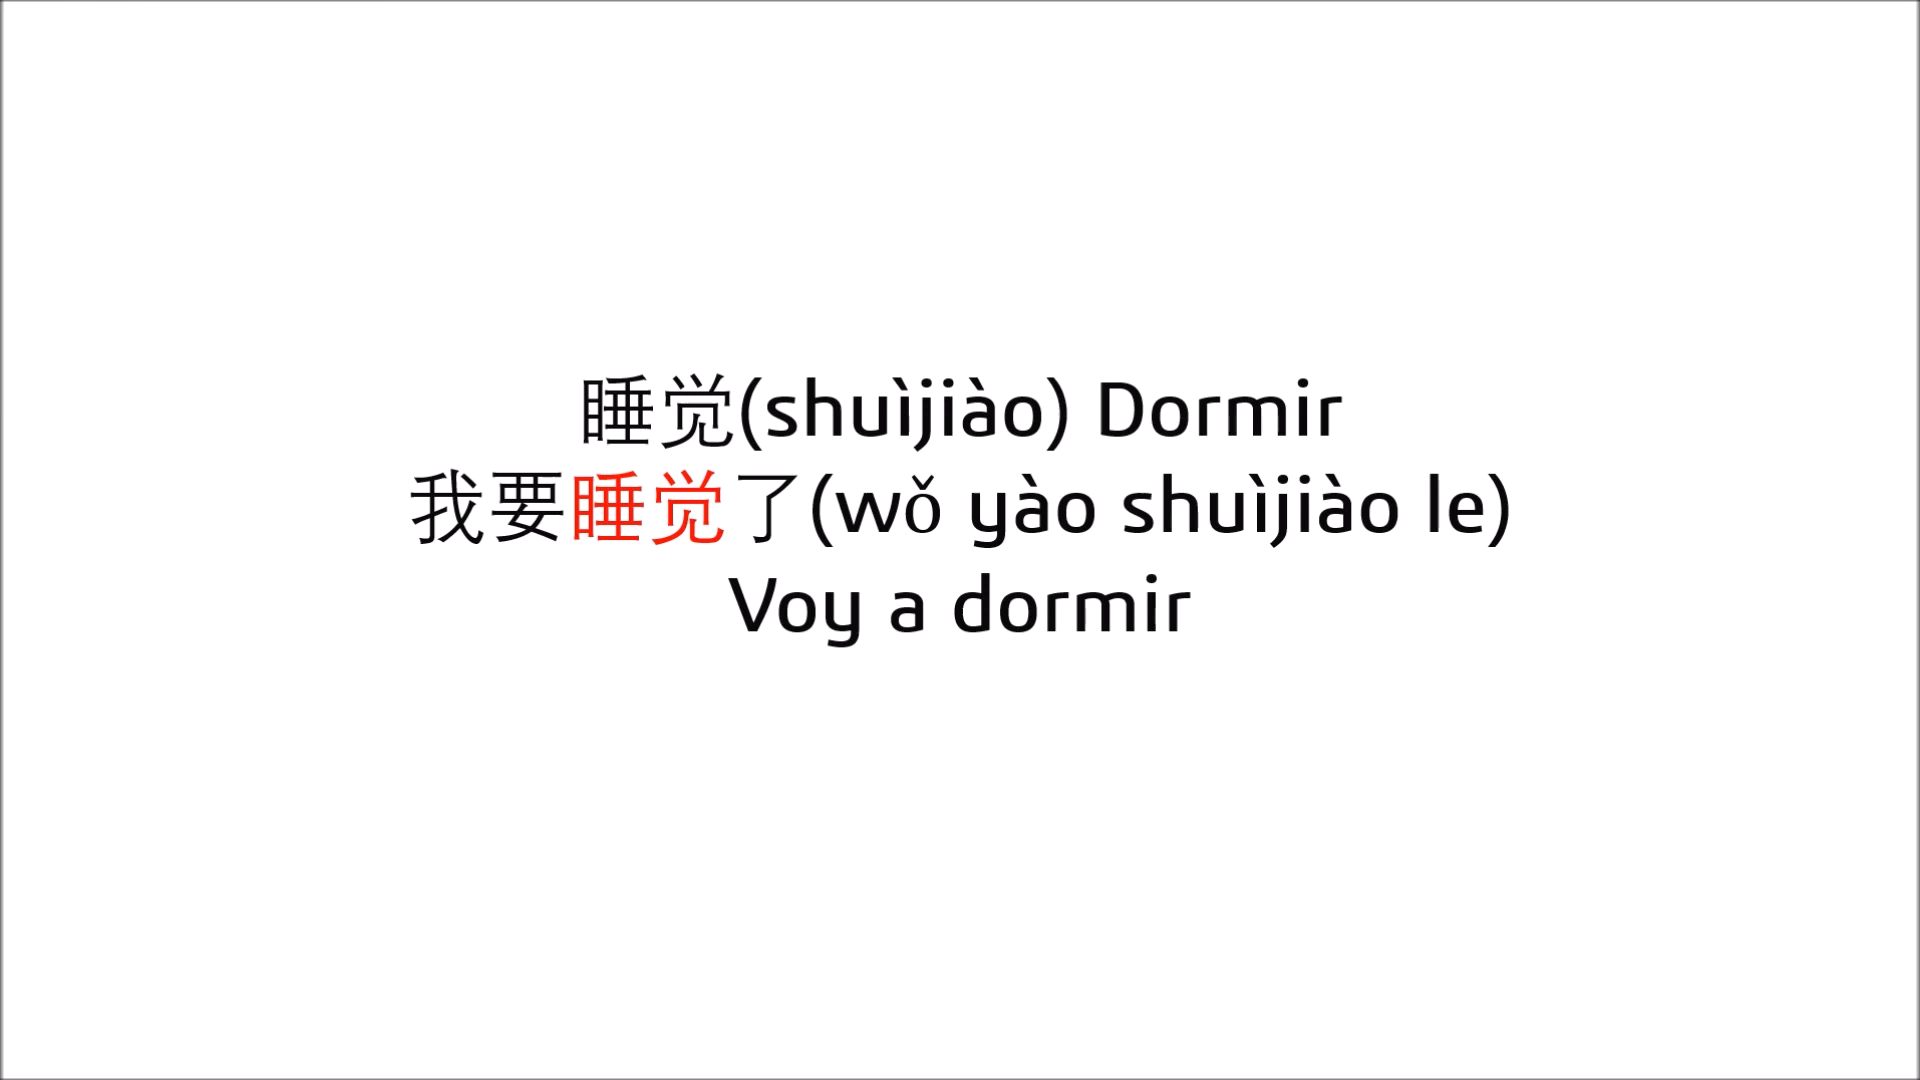 睡觉(shuìjiào) Dormir
我要睡觉了(wǒ yào shuìjiào le)
Voy a dormir